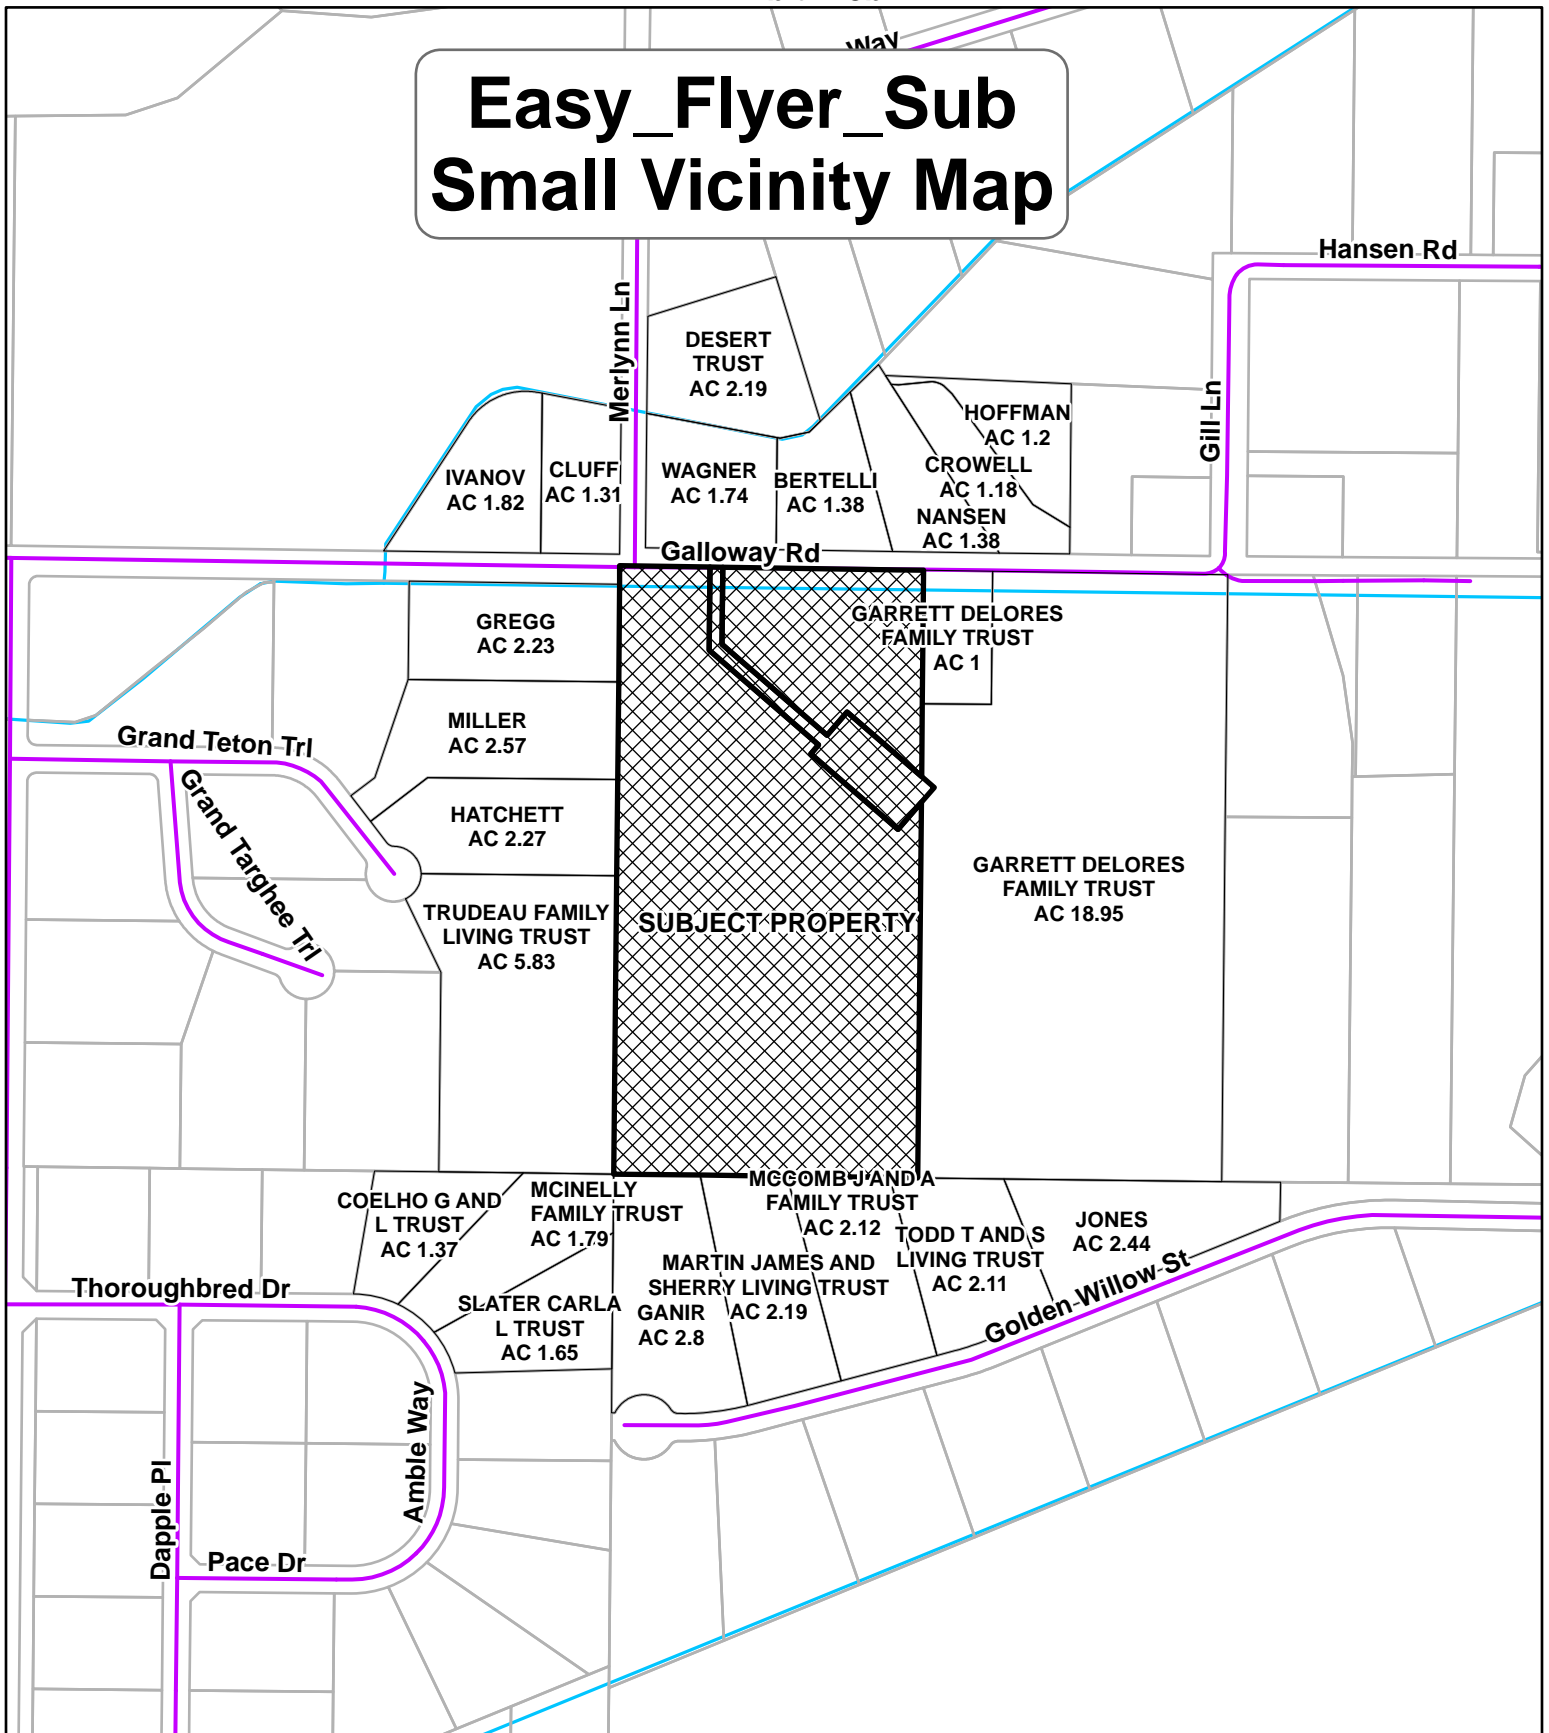 Way
Easy_Flyer_Sub
Small Vicinity Map
Hansen Rd
Merlynn Ln
DESERT
TRUST
AC 2.19
Gill Ln
HOFFMAN
AC 1.2
IVANOV
AC 1.82
CLUFF
AC 1.31
WAGNER
AC 1.74
BERTELLI
AC 1.38
CROWELL
AC 1.18
NANSEN
AC 1.38
Galloway Rd
GREGG
AC 2.23
GARRETT DELORES
FAMILY TRUST
AC 1
MILLER
AC 2.57
Grand Teton Trl
Grand Targhee Trl
HATCHETT
AC 2.27
GARRETT DELORES
FAMILY TRUST
AC 18.95
TRUDEAU FAMILY
LIVING TRUST
AC 5.83
SUBJECT PROPERTY
COELHO G AND
L TRUST
AC 1.37
MCINELLY
FAMILY TRUST
AC 1.79
MCCOMB J AND A
FAMILY TRUST
AC 2.12
TODD T AND S
LIVING TRUST
AC 2.11
JONES
AC 2.44
MARTIN JAMES AND
SHERRY LIVING TRUST
AC 2.19
GANIR
AC 2.8
SLATER CARLA
L TRUST
AC 1.65
Golden Willow St
Thoroughbred Dr
Amble Way
Dapple Pl
Pace Dr